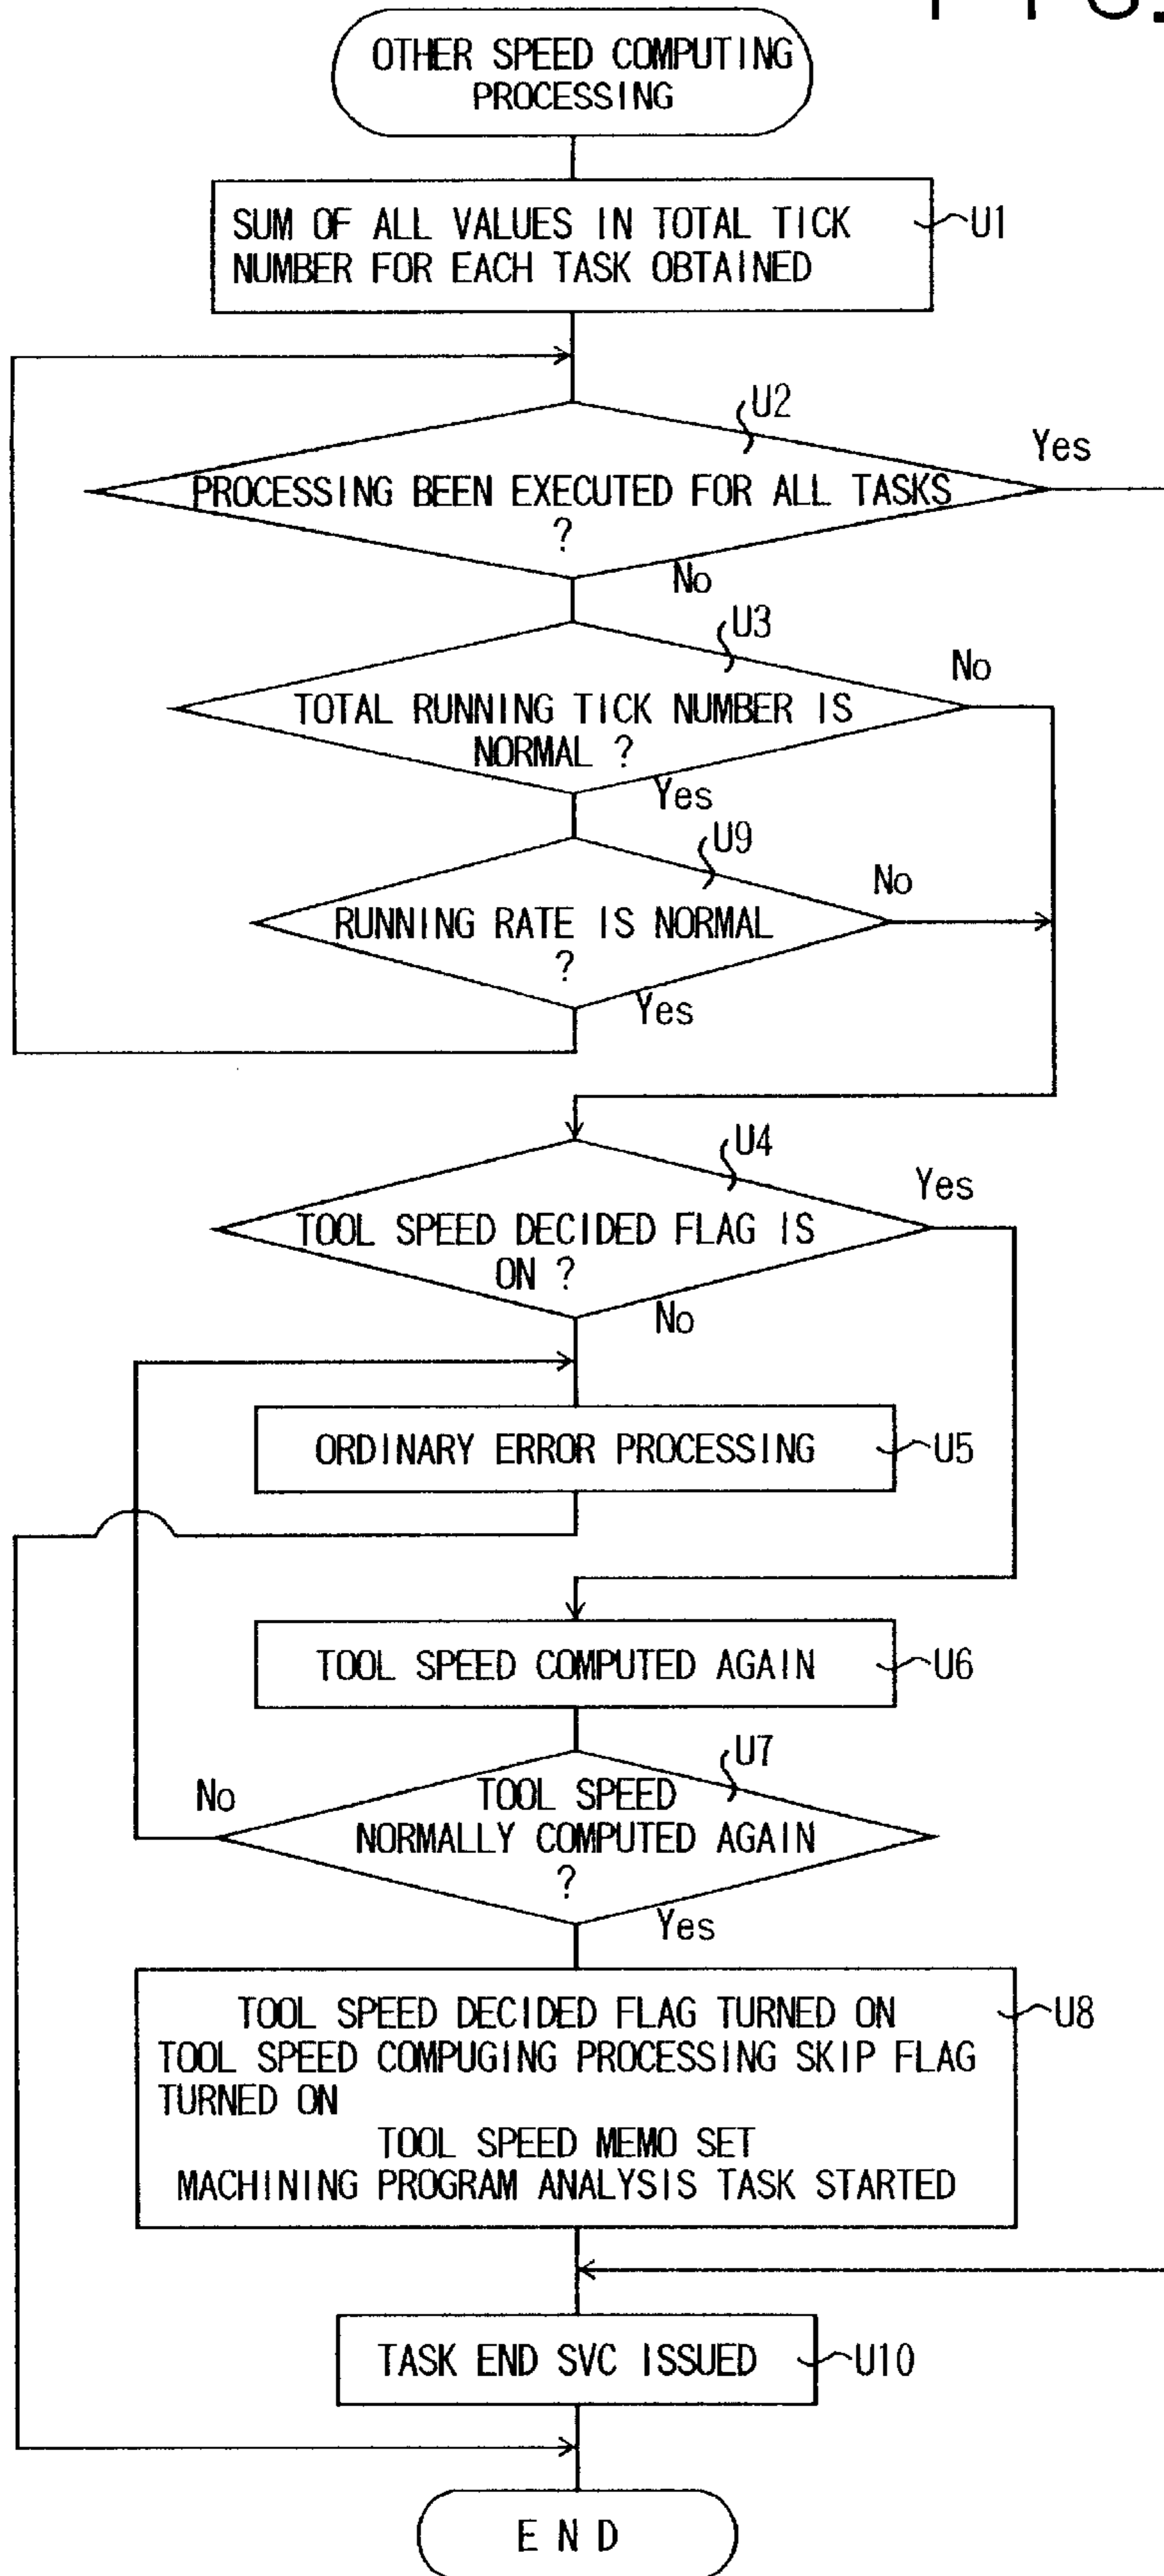 OTHER SPEED COMPUTING
PROCESSING
SUM OF ALL VALUES IN TOTAL TICK
NUMBER FOR EACH TASK OBTAINED
U1
U2
Yes
PROCESSING BEEN EXECUTED FOR ALL TASKS
?
No
U3
No
TOTAL RUNNING TICK NUMBER IS
NORMAL ?
Yes
U9
No
RUNNING RATE IS NORMAL
?
Yes
U4
Yes
TOOL SPEED DECIDED FLAG IS
ON ?
No
ORDINARY ERROR PROCESSING
U5
TOOL SPEED COMPUTED AGAIN
U6
U7
No
TOOL SPEED
NORMALLY COMPUTED AGAIN
?
Yes
TOOL SPEED DECIDED FLAG TURNED ON
U8
TOOL SPEED COMPUGING PROCESSING SKIP FLAG
TURNED ON
TOOL SPEED MEMO SET
MACHINING PROGRAM ANALYSIS TASK STARTED
TASK END SVC ISSUED
U10
END